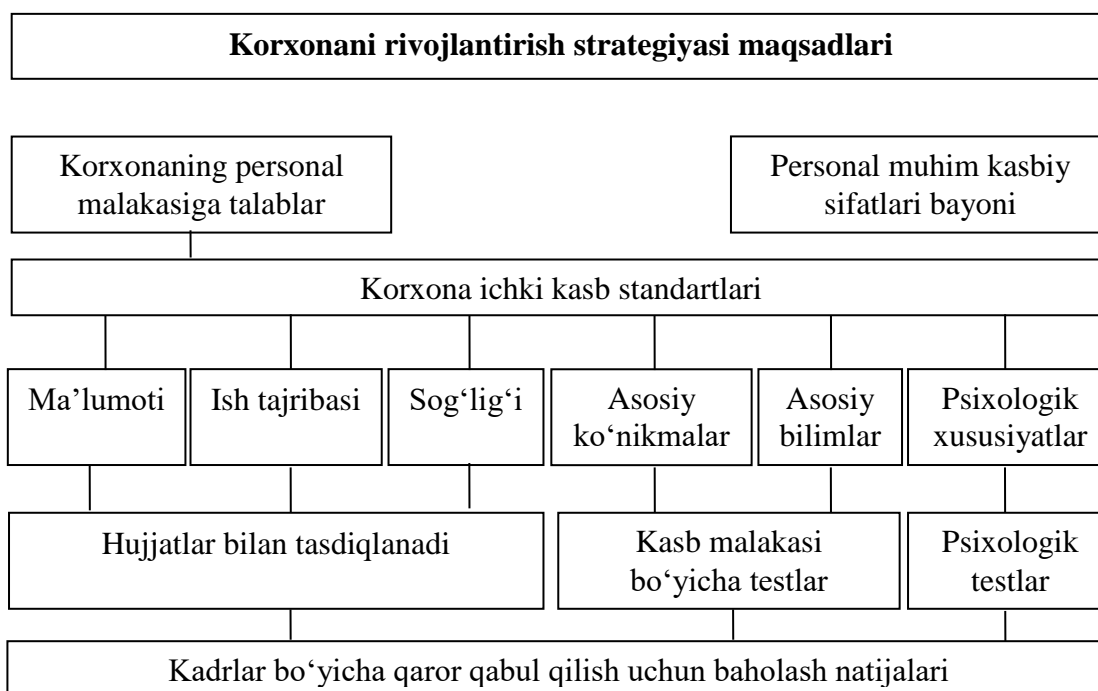 Korxonani rivojlantirish strategiyasi maqsadlari
Korxonaning personal
malakasiga talablar
Personal muhim kasbiy
sifatlari bayoni
Korxona ichki kasb standartlari
Ma’lumoti
Ish tajribasi
Sog‘lig‘i
Asosiy
ko‘nikmalar
Asosiy
bilimlar
Psixologik
xususiyatlar
Hujjatlar bilan tasdiqlanadi
Kasb malakasi
bo‘yicha testlar
Psixologik
testlar
Kadrlar bo‘yicha qaror qabul qilish uchun baholash natijalari